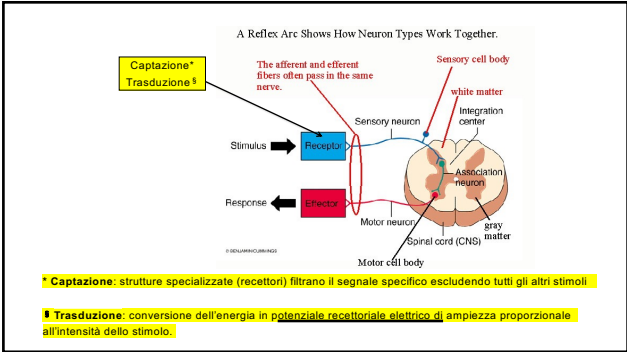 A Reflex Arc Shows How Neuron Types Work Together.
Captazione*
Trasduzione §
The afferent and efferent
fibers often pass in the same
nerve.
Sensory cell body
white matter
Sensory neuron
Integration
center
Stimulus
Receptor
Association
neuron
Response
Effector
Motor neuron
gray
matter
Spinal cord (CNS)
© BENJAMIN/CUMMINGS
Motor cell body
* Captazione: strutture specializzate (recettori) filtrano il segnale specifico escludendo tutti gli altri stimoli
§ Trasduzione: conversione dell'energia in potenziale recettoriale elettrico di ampiezza proporzionale
all'intensità dello stimolo.